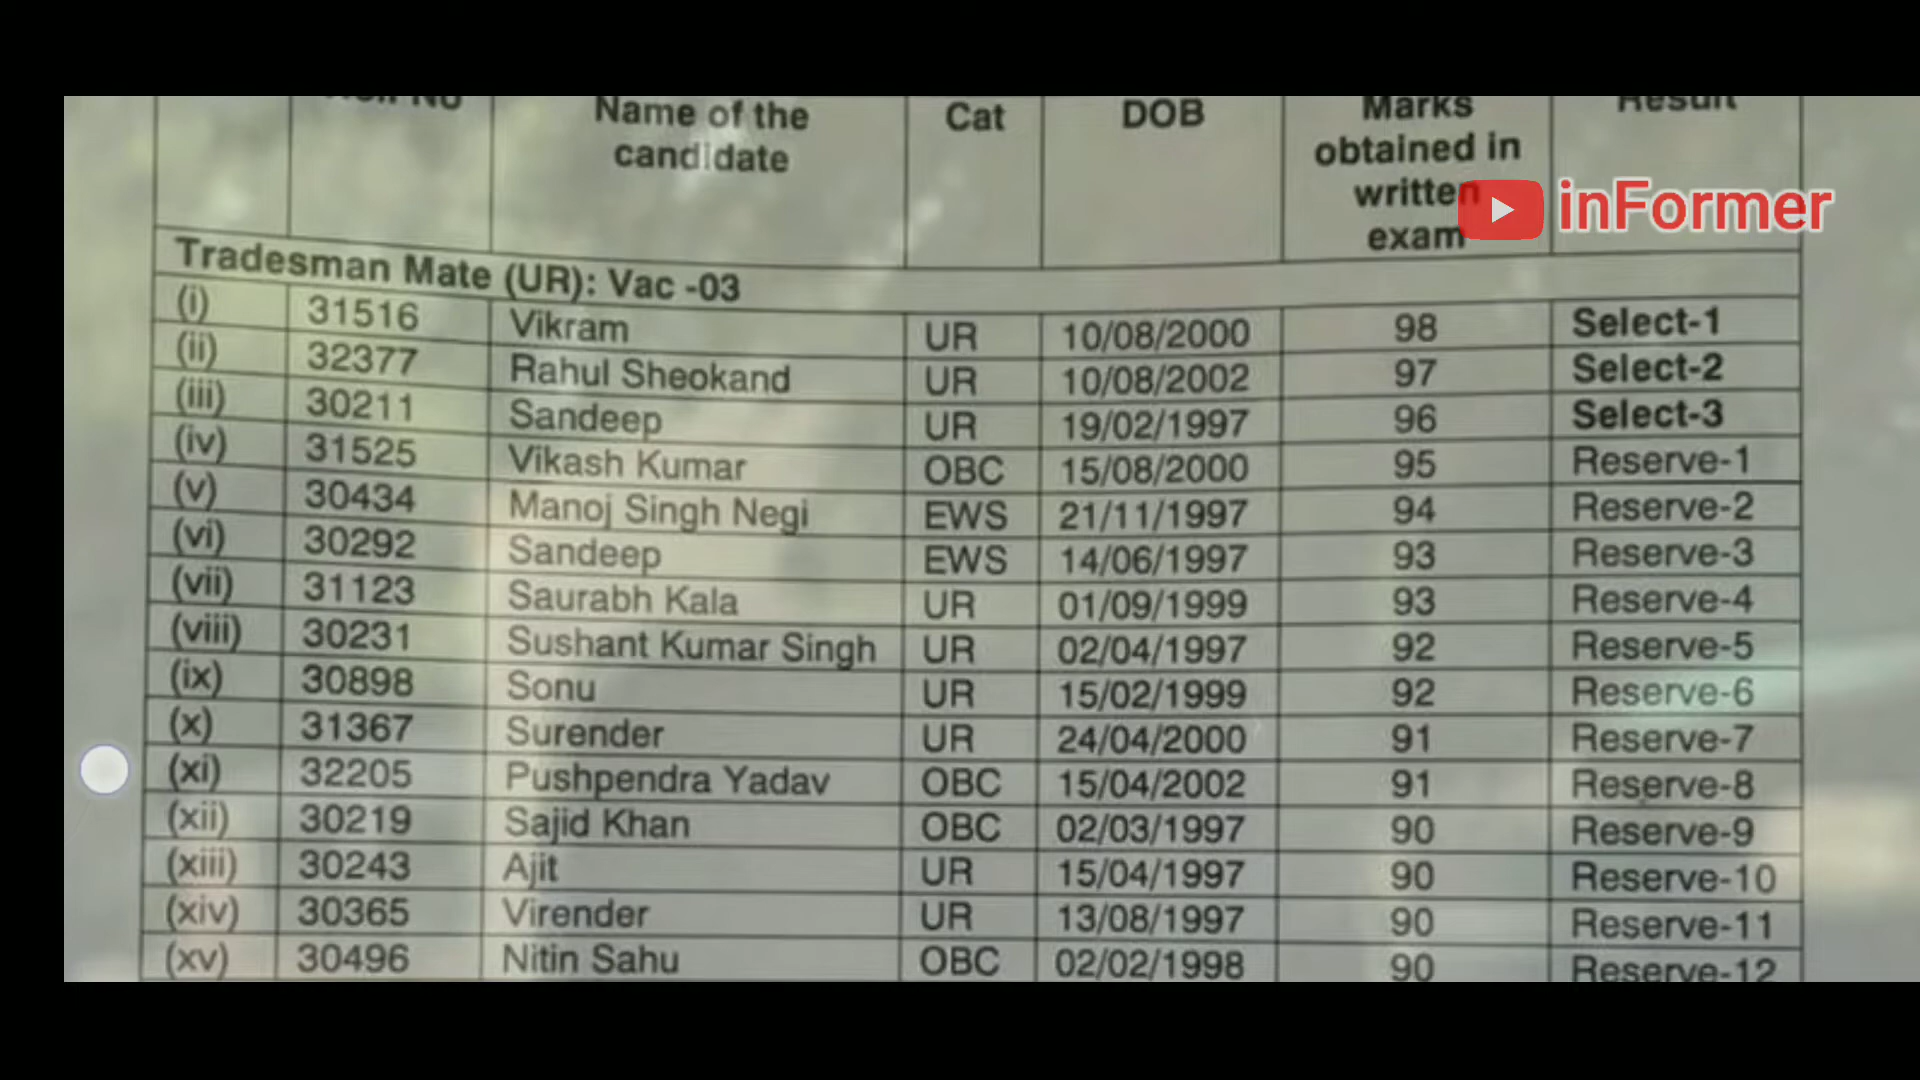 Roll No Name of the candidate Cat DOB Marks obtained in written exam Result
inFormer
Tradesman Mate (UR): Vac -03
(i) 31516 Vikram UR 10/08/2000 98 Select-1
(ii) 32377 Rahul Sheokand UR 10/08/2002 97 Select-2
(iii) 30211 Sandeep UR 19/02/1997 96 Select-3
(iv) 31525 Vikash Kumar OBC 15/08/2000 95 Reserve-1
(v) 30434 Manoj Singh Negi EWS 21/11/1997 94 Reserve-2
(vi) 30292 Sandeep EWS 14/06/1997 93 Reserve-3
(vii) 31123 Saurabh Kala UR 01/09/1999 93 Reserve-4
(viii) 30231 Sushant Kumar Singh UR 02/04/1997 92 Reserve-5
(ix) 30898 Sonu UR 15/02/1999 92 Reserve-6
(x) 31367 Surender UR 24/04/2000 91 Reserve-7
(xi) 32205 Pushpendra Yadav OBC 15/04/2002 91 Reserve-8
(xii) 30219 Sajid Khan OBC 02/03/1997 90 Reserve-9
(xiii) 30243 Ajit UR 15/04/1997 90 Reserve-10
(xiv) 30365 Virender UR 13/08/1997 90 Reserve-11
(xv) 30496 Nitin Sahu OBC 02/02/1998 90 Reserve-12